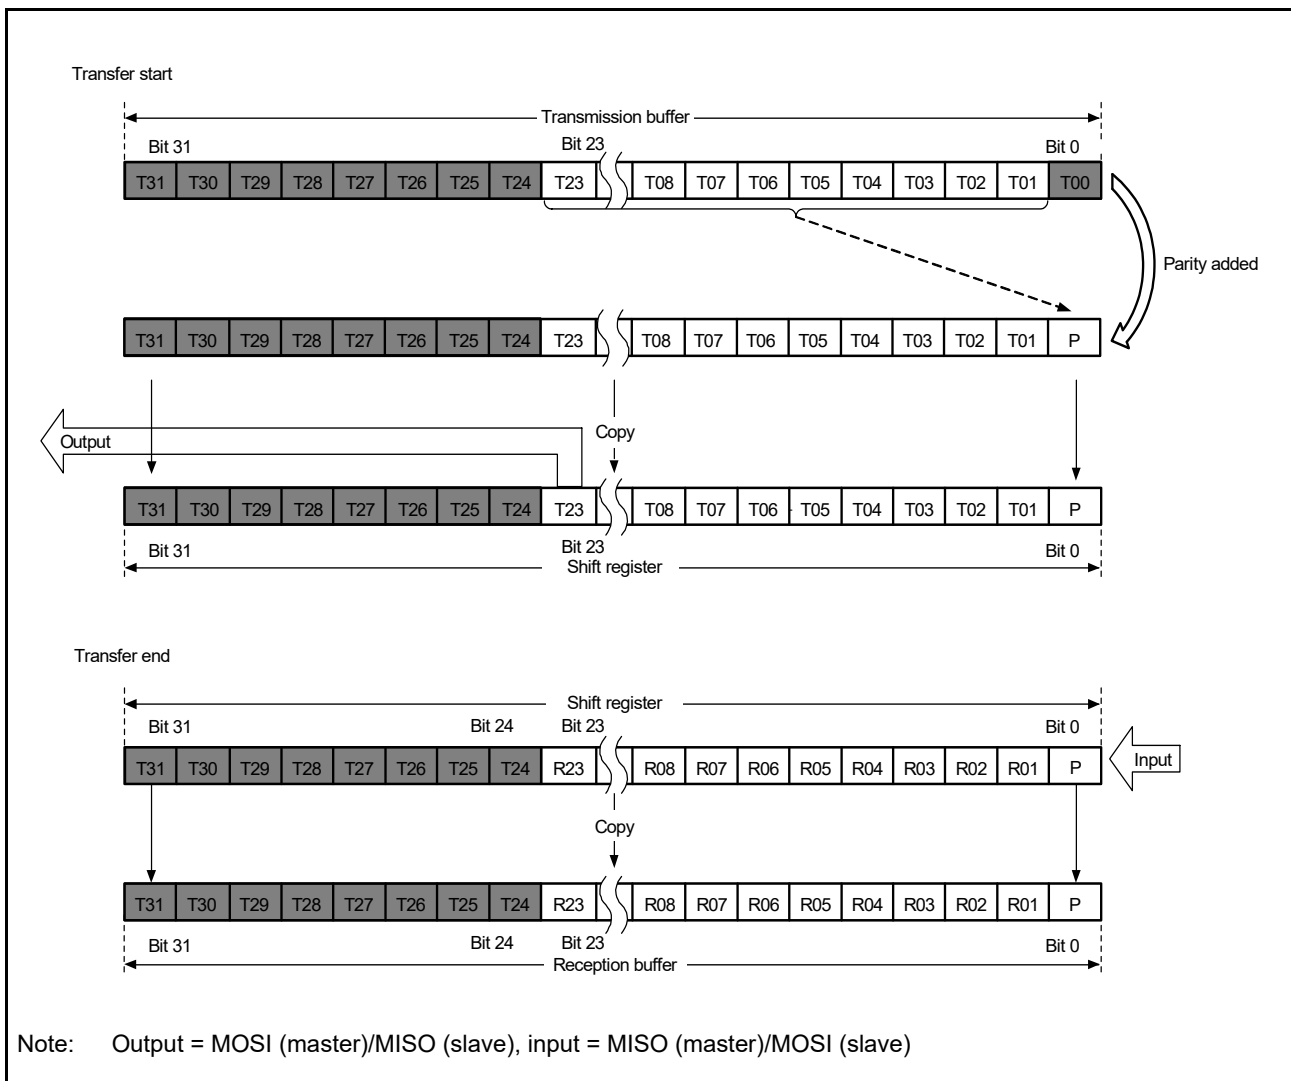 Transfer start
Transmission buffer
Bit 31 Bit 23 Bit 0
T31 T30 T29 T28 T27 T26 T25 T24 T23 T08 T07 T06 T05 T04 T03 T02 T01 T00
Parity added
T31 T30 T29 T28 T27 T26 T25 T24 T23 T08 T07 T06 T05 T04 T03 T02 T01 P
Output Copy
T31 T30 T29 T28 T27 T26 T25 T24 T23 T08 T07 T06 T05 T04 T03 T02 T01 P
Bit 31 Bit 23 Bit 0
Shift register
Transfer end
Shift register
Bit 31 Bit 24 Bit 23 Bit 0
T31 T30 T29 T28 T27 T26 T25 T24 R23 R08 R07 R06 R05 R04 R03 R02 R01 P Input
Copy
T31 T30 T29 T28 T27 T26 T25 T24 R23 R08 R07 R06 R05 R04 R03 R02 R01 P
Bit 31 Bit 24 Bit 23 Bit 0
Reception buffer
Note: Output = MOSI (master)/MISO (slave), input = MISO (master)/MOSI (slave)